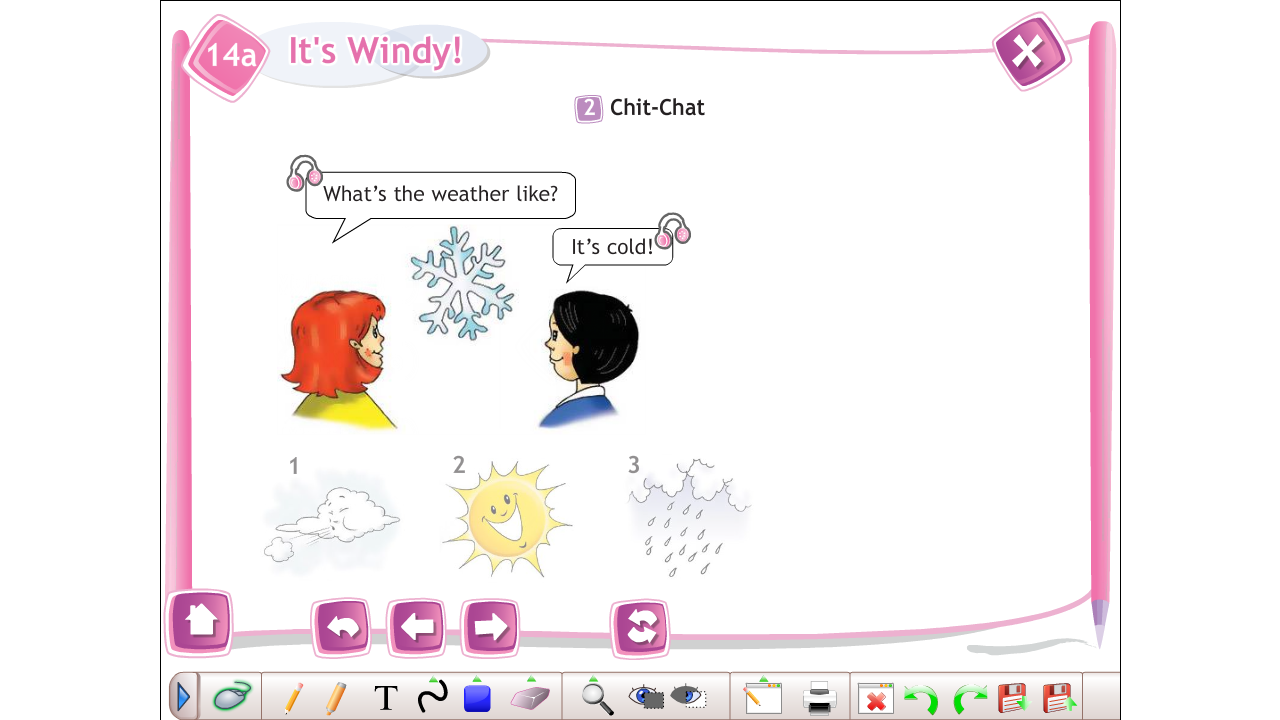 14a It's Windy!
2 Chit-Chat
What's the weather like?
It's cold!
1 2 3
T